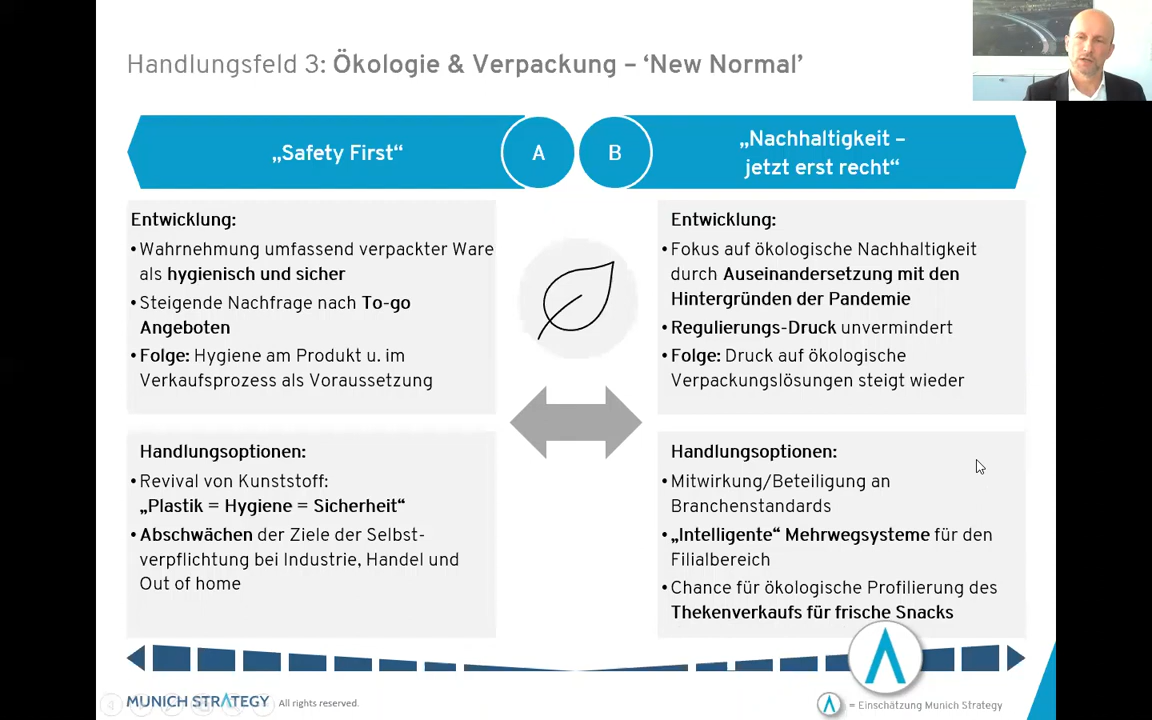 Handlungsfeld 3: Ökologie & Verpackung – ‘New Normal’
„Safety First“
A
B
„Nachhaltigkeit –
jetzt erst recht“
Entwicklung:
•Wahrnehmung umfassend verpackter Ware
als hygienisch und sicher
•Steigende Nachfrage nach To-go
Angeboten
•Folge: Hygiene am Produkt u. im
Verkaufsprozess als Voraussetzung
Entwicklung:
•Fokus auf ökologische Nachhaltigkeit
durch Auseinandersetzung mit den
Hintergründen der Pandemie
•Regulierungs-Druck unvermindert
•Folge: Druck auf ökologische
Verpackungslösungen steigt wieder
Handlungsoptionen:
•Revival von Kunststoff:
„Plastik = Hygiene = Sicherheit“
•Abschwächen der Ziele der Selbst-
verpflichtung bei Industrie, Handel und
Out of home
Handlungsoptionen:
•Mitwirkung/Beteiligung an
Branchenstandards
•„Intelligente“ Mehrwegsysteme für den
Filialbereich
•Chance für ökologische Profilierung des
Thekenverkaufs für frische Snacks
MUNICH STRATEGY All rights reserved.
= Einschätzung Munich Strategy